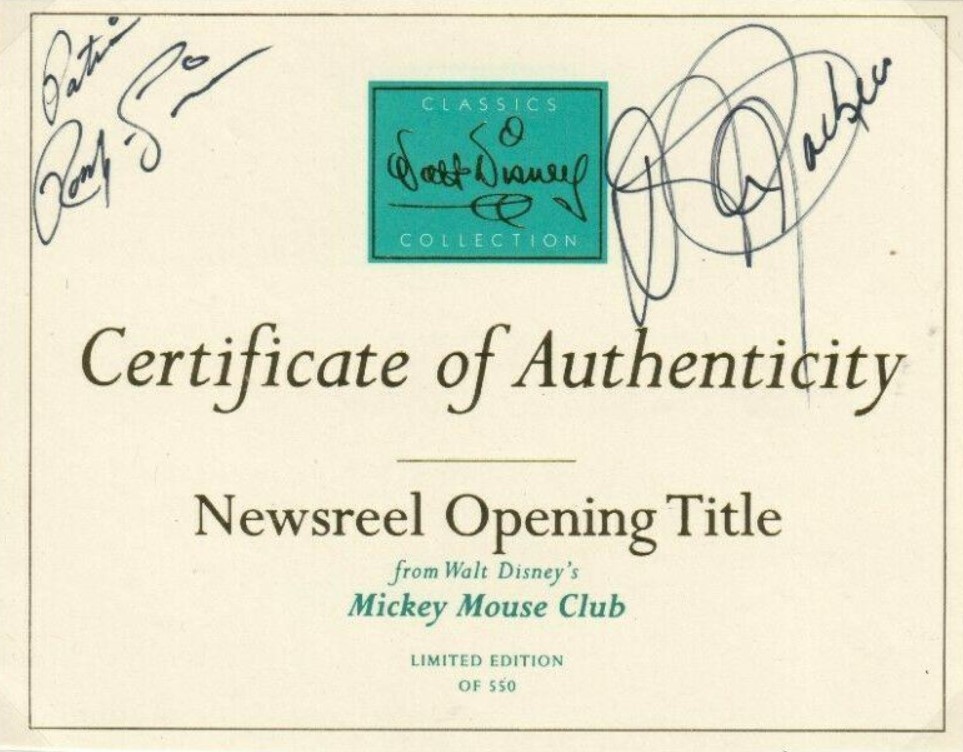 CLASSICS
Walt Disney
COLLECTION
Certificate of Authenticity
Newsreel Opening Title
from Walt Disney's
Mickey Mouse Club
LIMITED EDITION
OF 550